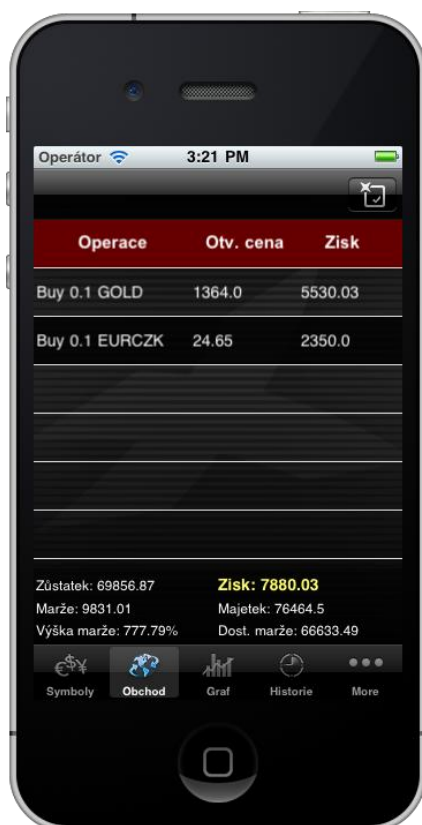 Operátor 3:21 PM
Operace Otv. cena Zisk
Buy 0.1 GOLD 1364.0 5530.03
Buy 0.1 EURCZK 24.65 2350.0
Zůstatek: 69856.87 Zisk: 7880.03
Marže: 9831.01 Majetek: 76464.5
Výška marže: 777.79% Dost. marže: 66633.49
€$¥
Symboly Obchod Graf Historie More